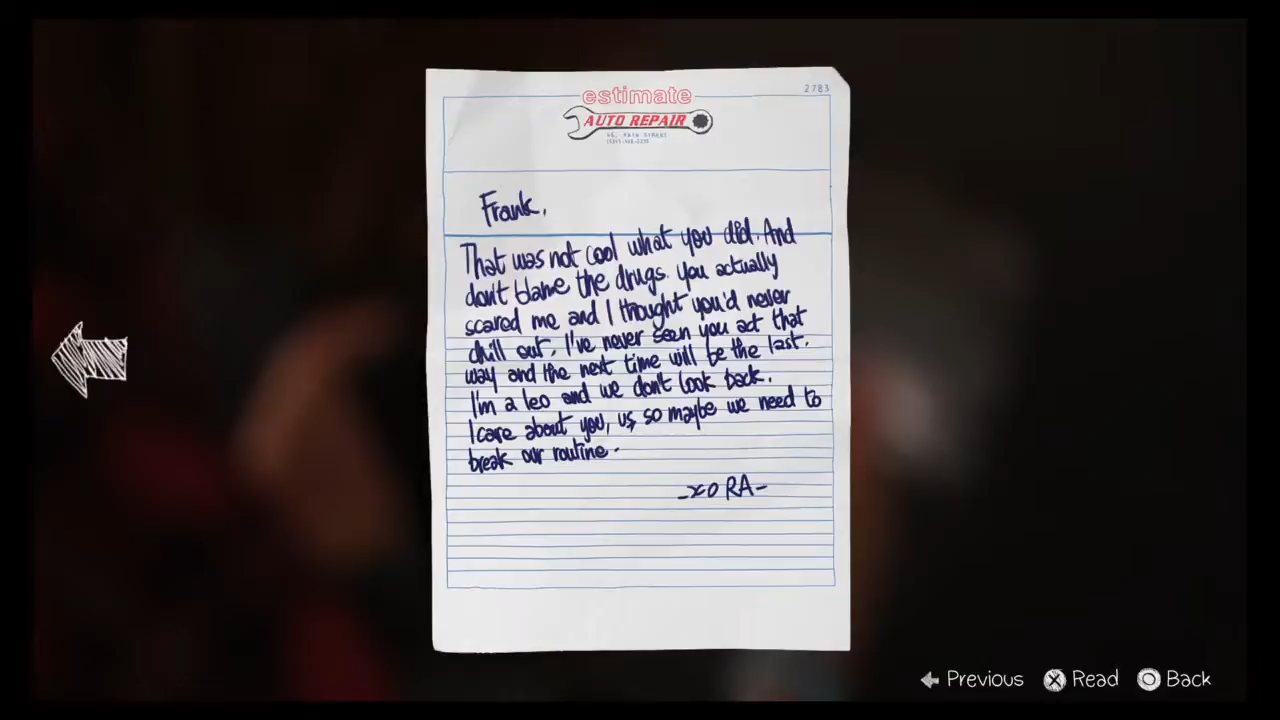 2783
estimate
AUTO REPAIR
Frank,
That was not cool what you did. And
don't blame the drugs. You actually
scared me and I thought you'd never
chill out. I've never seen you act that
way and the next time will be the last.
I'm a leo and we don't look back.
I care about you, us, so maybe we need to
break our routine.
-xo RA-
Previous
Read
Back